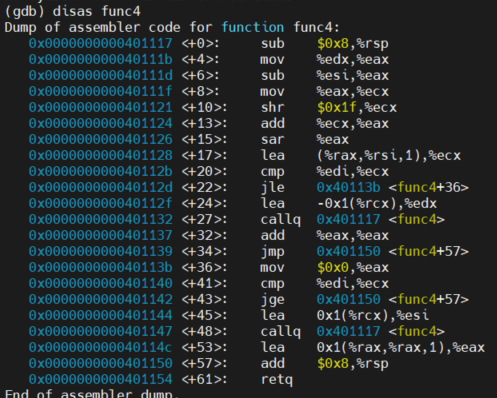 (gdb) disas func4
Dump of assembler code for function func4:
   0x0000000000401117 <+0>:     sub    $0x8,%rsp
   0x000000000040111b <+4>:     mov    %edx,%eax
   0x000000000040111d <+6>:     sub    %esi,%eax
   0x000000000040111f <+8>:     mov    %eax,%ecx
   0x0000000000401121 <+10>:    shr    $0x1f,%ecx
   0x0000000000401124 <+13>:    add    %ecx,%eax
   0x0000000000401126 <+15>:    sar    %eax
   0x0000000000401128 <+17>:    lea    (%rax,%rsi,1),%ecx
   0x000000000040112b <+20>:    cmp    %edi,%ecx
   0x000000000040112d <+22>:    jle    0x40113b <func4+36>
   0x000000000040112f <+24>:    lea    -0x1(%rcx),%edx
   0x0000000000401132 <+27>:    callq  0x401117 <func4>
   0x0000000000401137 <+32>:    add    %eax,%eax
   0x0000000000401139 <+34>:    jmp    0x401150 <func4+57>
   0x000000000040113b <+36>:    mov    $0x0,%eax
   0x0000000000401140 <+41>:    cmp    %edi,%ecx
   0x0000000000401142 <+43>:    jge    0x401150 <func4+57>
   0x0000000000401144 <+45>:    lea    0x1(%rcx),%esi
   0x0000000000401147 <+48>:    callq  0x401117 <func4>
   0x000000000040114c <+53>:    lea    0x1(%rax,%rax,1),%eax
   0x0000000000401150 <+57>:    add    $0x8,%rsp
   0x0000000000401154 <+61>:    retq
End of assembler dump.